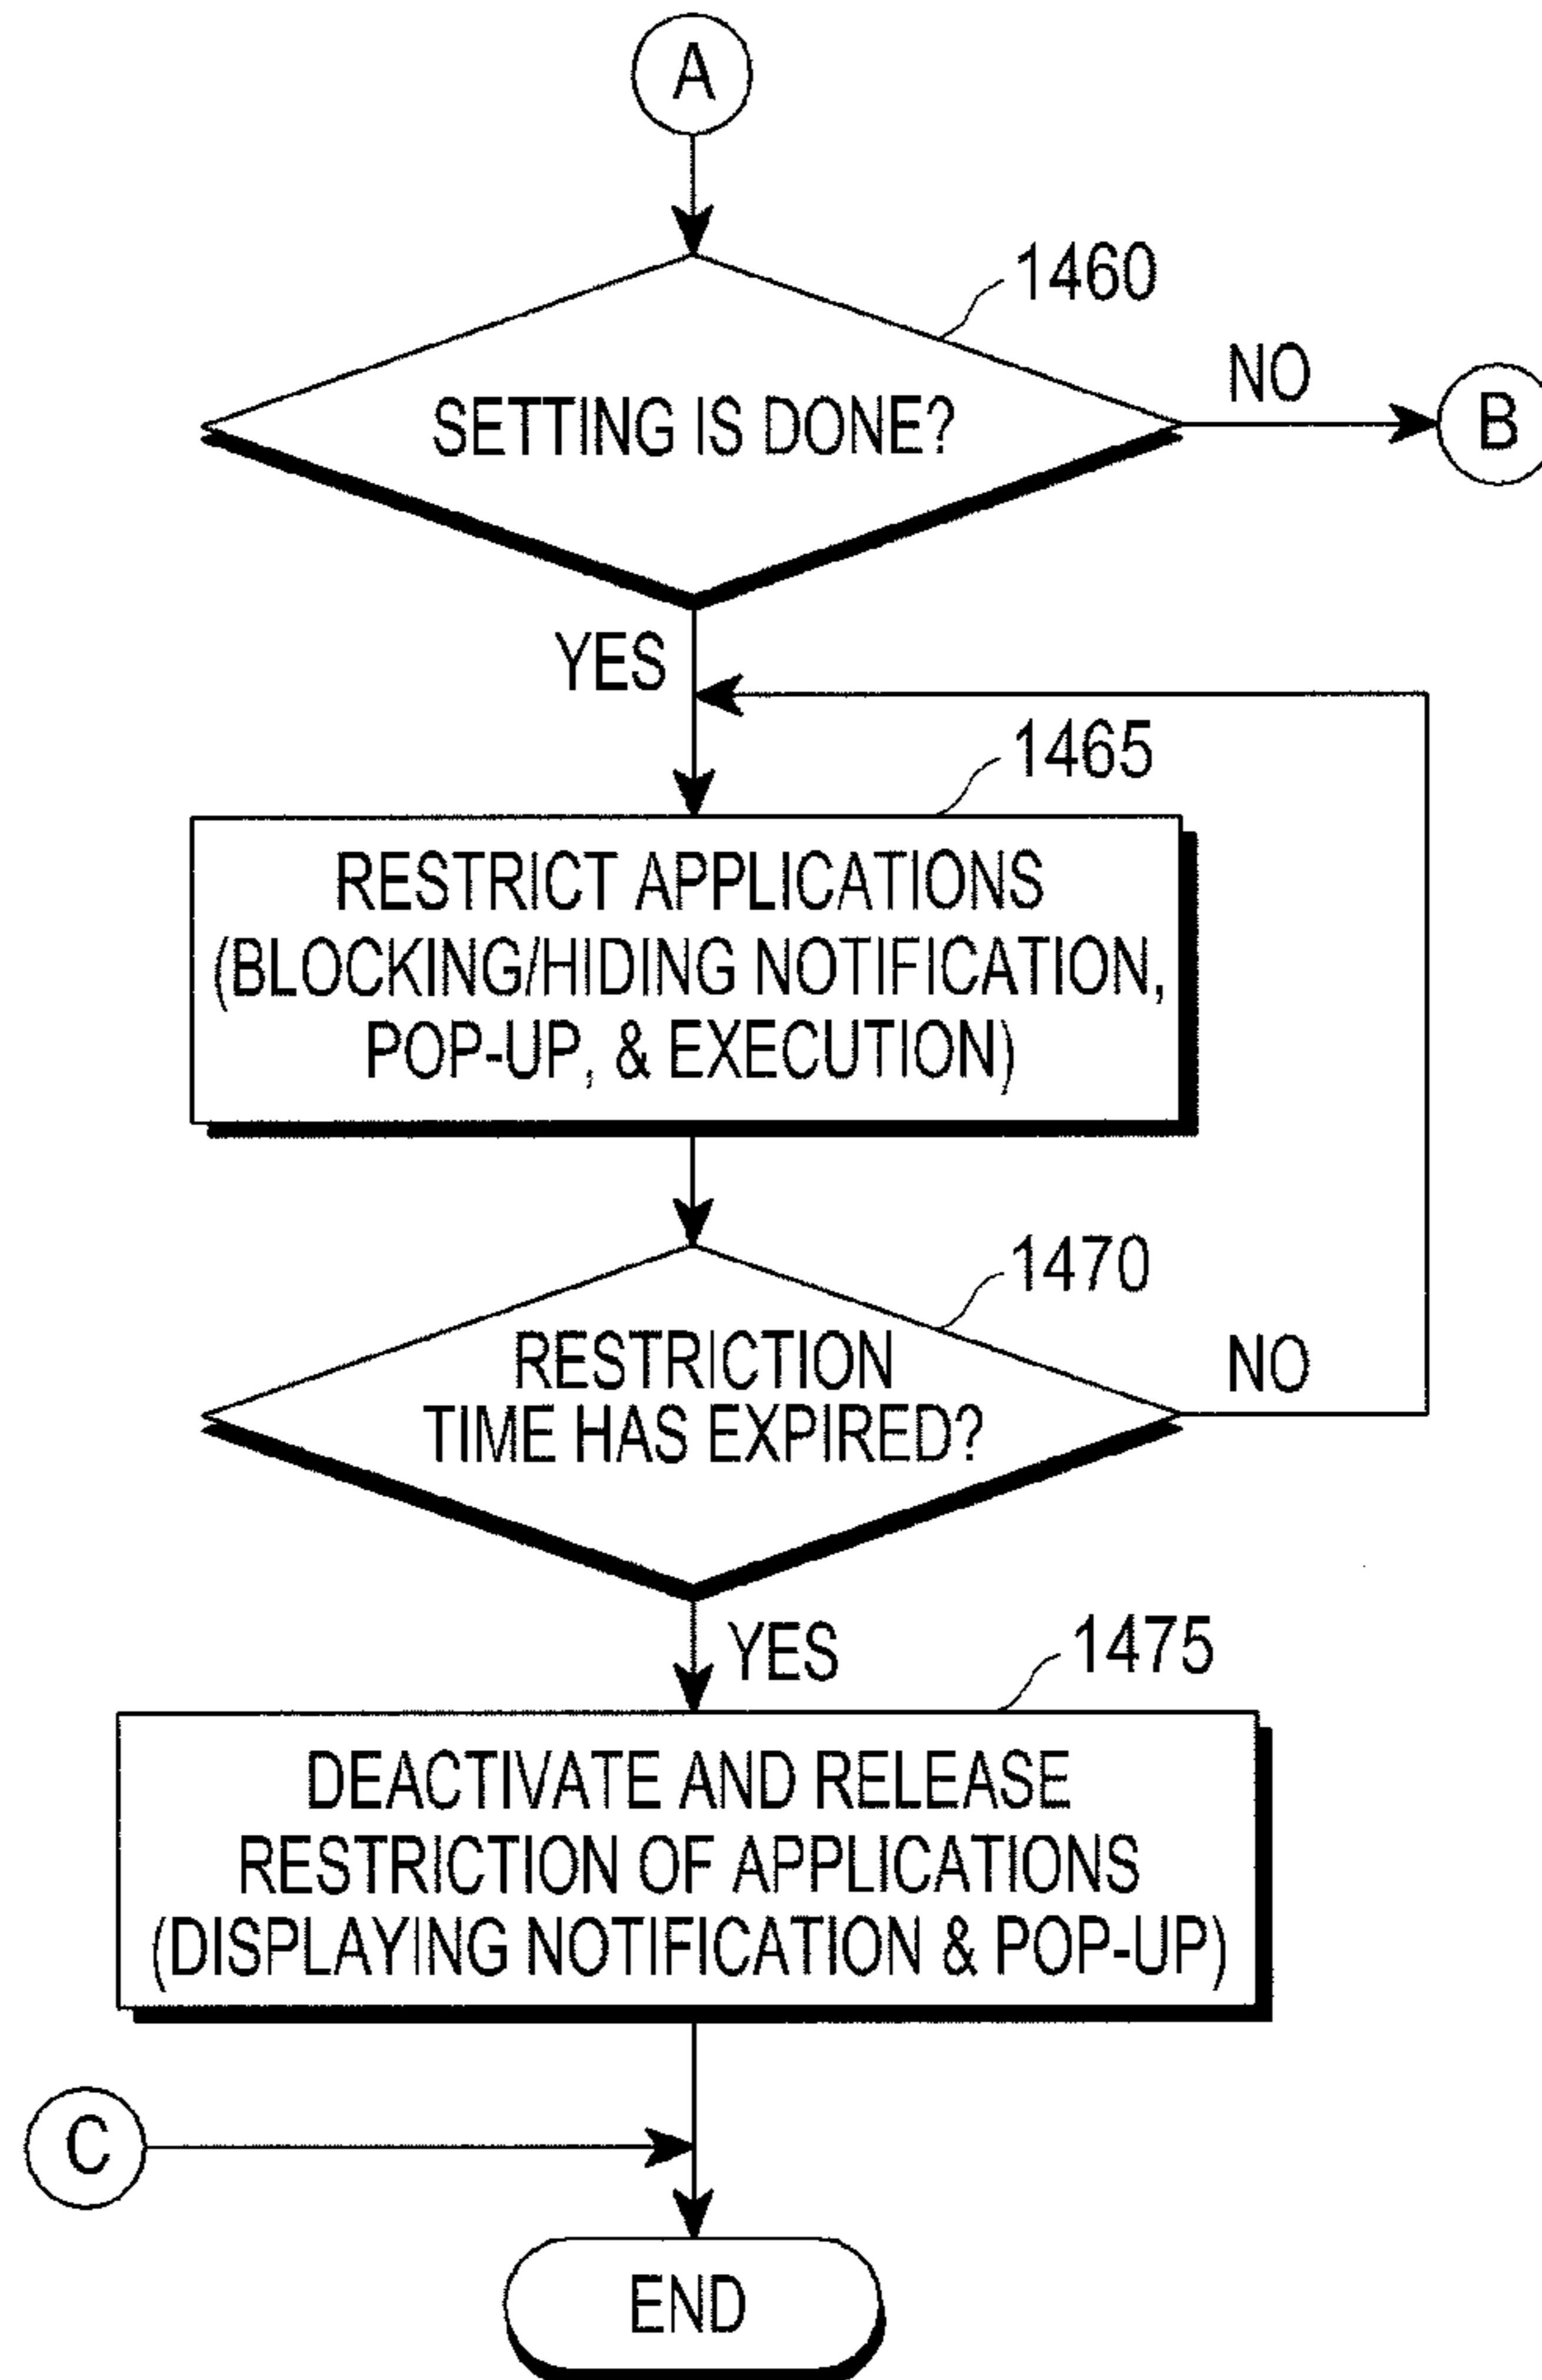 A
1460
SETTING IS DONE?
NO
B
YES
1465
RESTRICT APPLICATIONS
(BLOCKING/HIDING NOTIFICATION,
POP-UP, & EXECUTION)
1470
RESTRICTION
TIME HAS EXPIRED?
NO
YES
1475
DEACTIVATE AND RELEASE
RESTRICTION OF APPLICATIONS
(DISPLAYING NOTIFICATION & POP-UP)
C
END